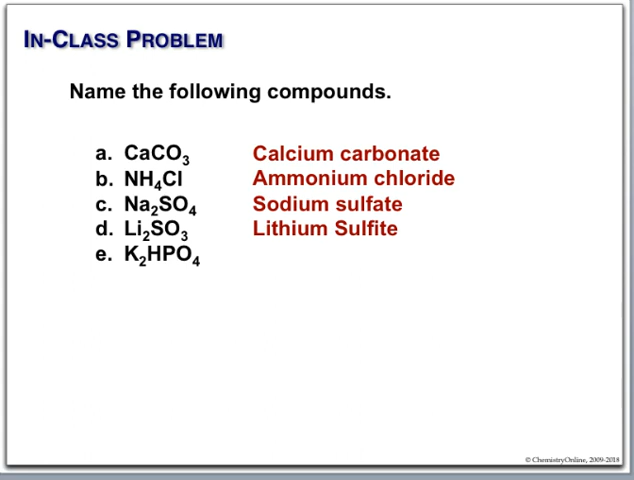 IN-CLASS PROBLEM
Name the following compounds.
a. CaCO₃ Calcium carbonate
b. NH₄Cl Ammonium chloride
c. Na₂SO₄ Sodium sulfate
d. Li₂SO₃ Lithium Sulfite
e. K₂HPO₄
© ChemistryOnline, 2009-2018